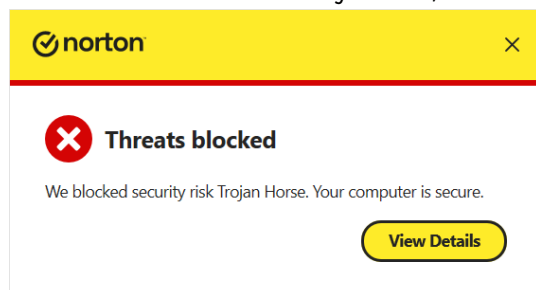 norton
Threats blocked
We blocked security risk Trojan Horse. Your computer is secure.
View Details